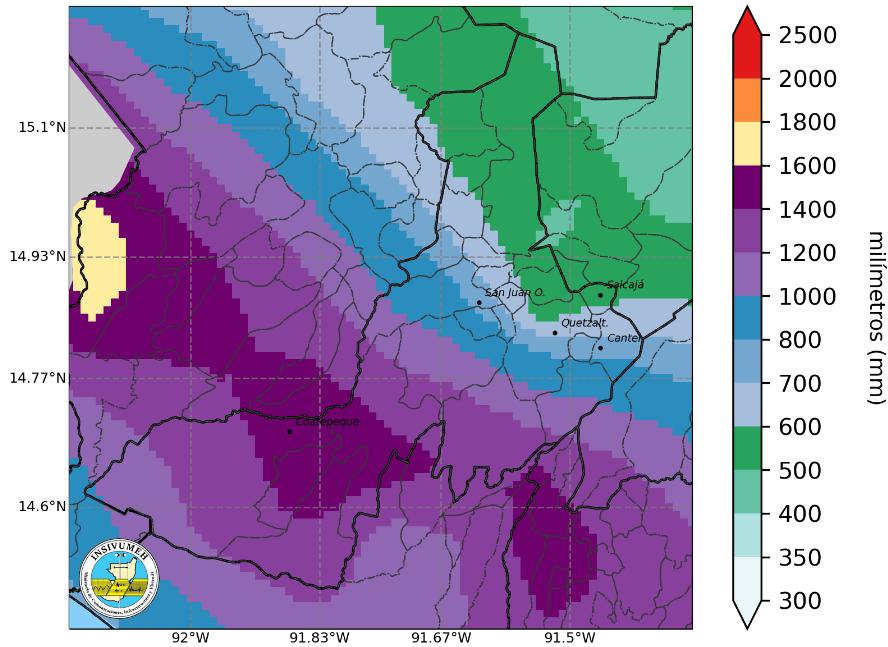 15.1°N
14.93°N
14.77°N
14.6°N
92°W
91.83°W
91.67°W
91.5°W
San Juan O.
Salcajá
Quetzalt.
Cantel
Coatepeque
INSIVUMEH
2500
2000
1800
1600
1400
1200
1000
800
700
600
500
400
350
300
milímetros (mm)